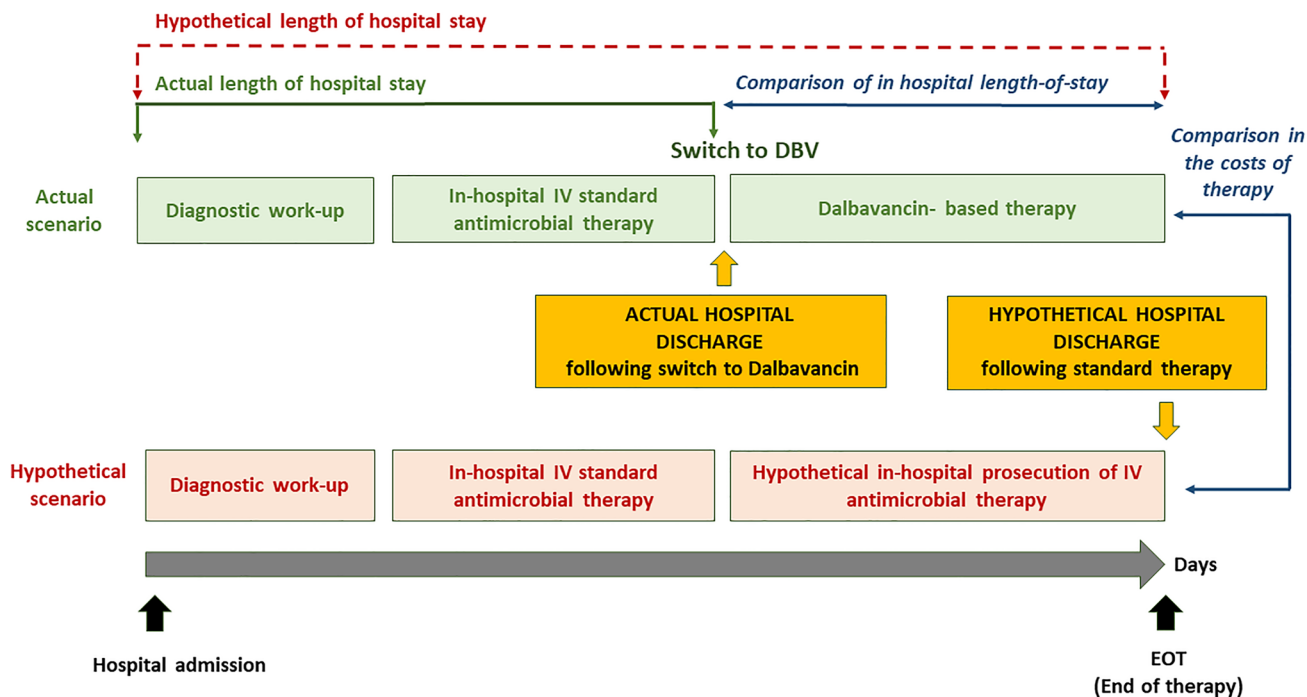 Hypothetical length of hospital stay
Actual length of hospital stay
Comparison of in hospital length-of-stay
Comparison in
the costs of
therapy
Switch to DBV
Actual
scenario
Diagnostic work-up
In-hospital IV standard
antimicrobial therapy
Dalbavancin- based therapy
ACTUAL HOSPITAL
DISCHARGE
following switch to Dalbavancin
HYPOTHETICAL HOSPITAL
DISCHARGE
following standard therapy
Hypothetical
scenario
Diagnostic work-up
In-hospital IV standard
antimicrobial therapy
Hypothetical in-hospital prosecution of IV
antimicrobial therapy
Days
Hospital admission
EOT
(End of therapy)